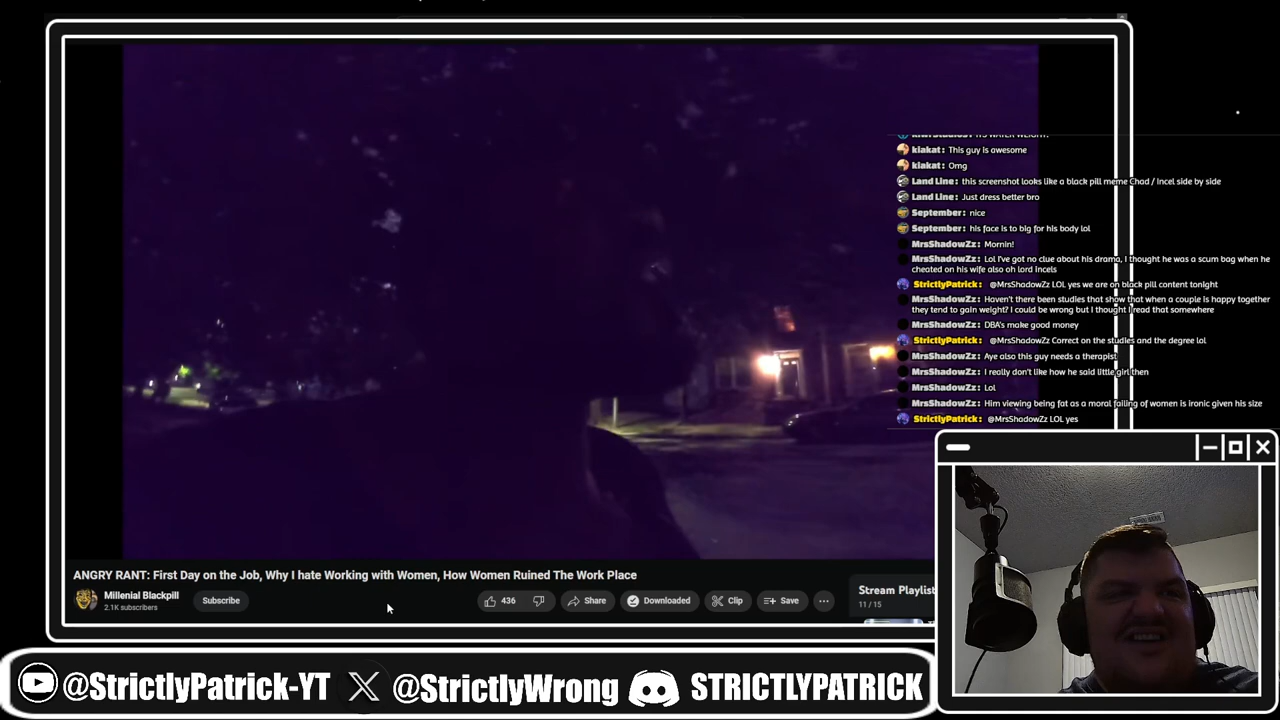 kiakat: This guy is awesome
kiakat: Omg
Land Line: this screenshot looks like a black pill meme Chad / Incel side by side
Land Line: Just dress better bro
September: nice
September: his face is to big for his body lol
MrsShadowZz: Mornin!
MrsShadowZz: Lol I've got no clue about his drama, I thought he was a scum bag when he
cheated on his wife also oh lord Incels
StrictlyPatrick: @MrsShadowZz LOL yes we are on black pill content tonight
MrsShadowZz: Haven't there been studies that show that when a couple is happy together
they tend to gain weight? I could be wrong but I thought I read that somewhere
MrsShadowZz: DBA's make good money
StrictlyPatrick: @MrsShadowZz Correct on the studies and the degree lol
MrsShadowZz: Aye also this guy needs a therapist
MrsShadowZz: I really don't like how he said little girl then
MrsShadowZz: Lol
MrsShadowZz: Him viewing being fat as a moral failing of women is ironic given his size
StrictlyPatrick: @MrsShadowZz LOL yes
ANGRY RANT: First Day on the Job, Why I hate Working with Women, How Women Ruined The Work Place
Millenial Blackpill
2.1K subscribers
Subscribe
436
Share
Downloaded
Clip
Save
Stream Playlist
11 / 15
@StrictlyPatrick-YT
@StrictlyWrong
STRICTLYPATRICK